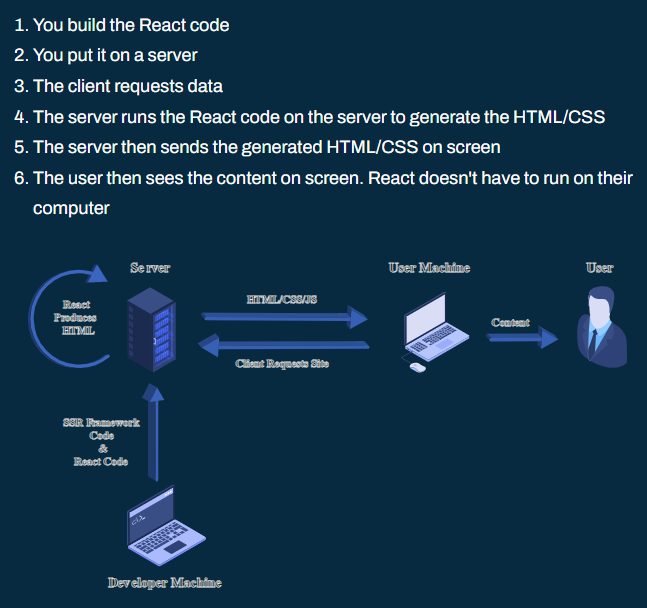 1. You build the React code
2. You put it on a server
3. The client requests data
4. The server runs the React code on the server to generate the HTML/CSS
5. The server then sends the generated HTML/CSS on screen
6. The user then sees the content on screen. React doesn't have to run on their
computer
Server
User Machine
User
React
Produces
HTML
HTML/CSS/JS
Content
Client Requests Site
SSR Framework
Code
&
React Code
Developer Machine